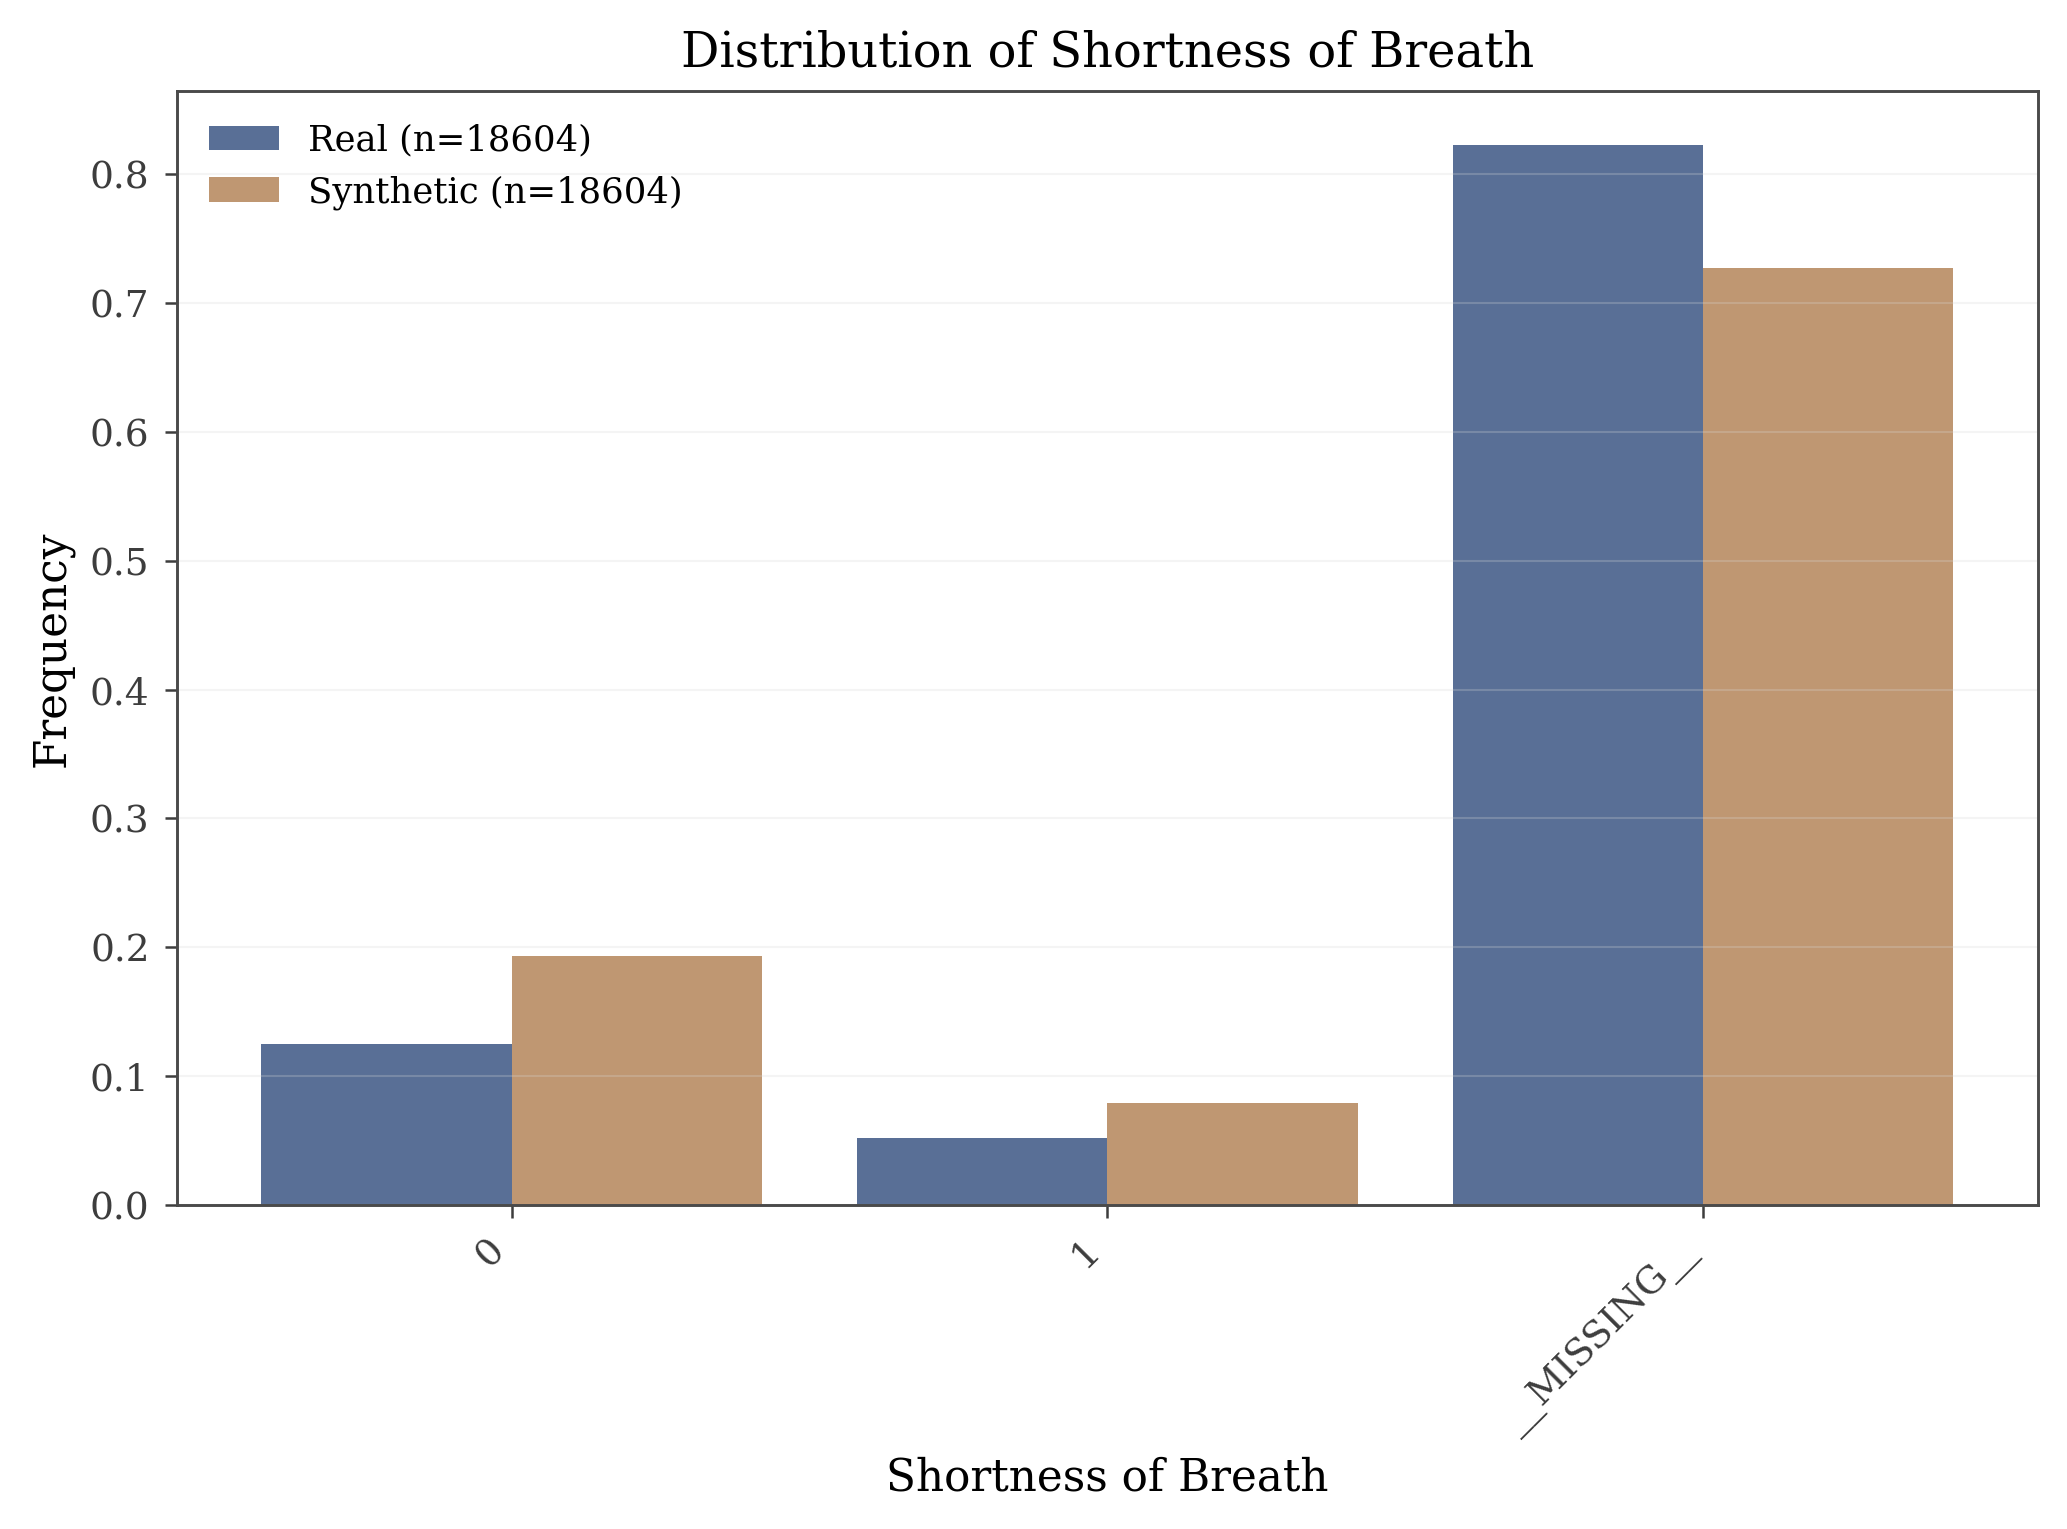 Distribution of Shortness of Breath
Real (n=18604)
Synthetic (n=18604)
0.8
0.7
0.6
0.5
0.4
0.3
0.2
0.1
0.0
Frequency
0
1
__MISSING__
Shortness of Breath